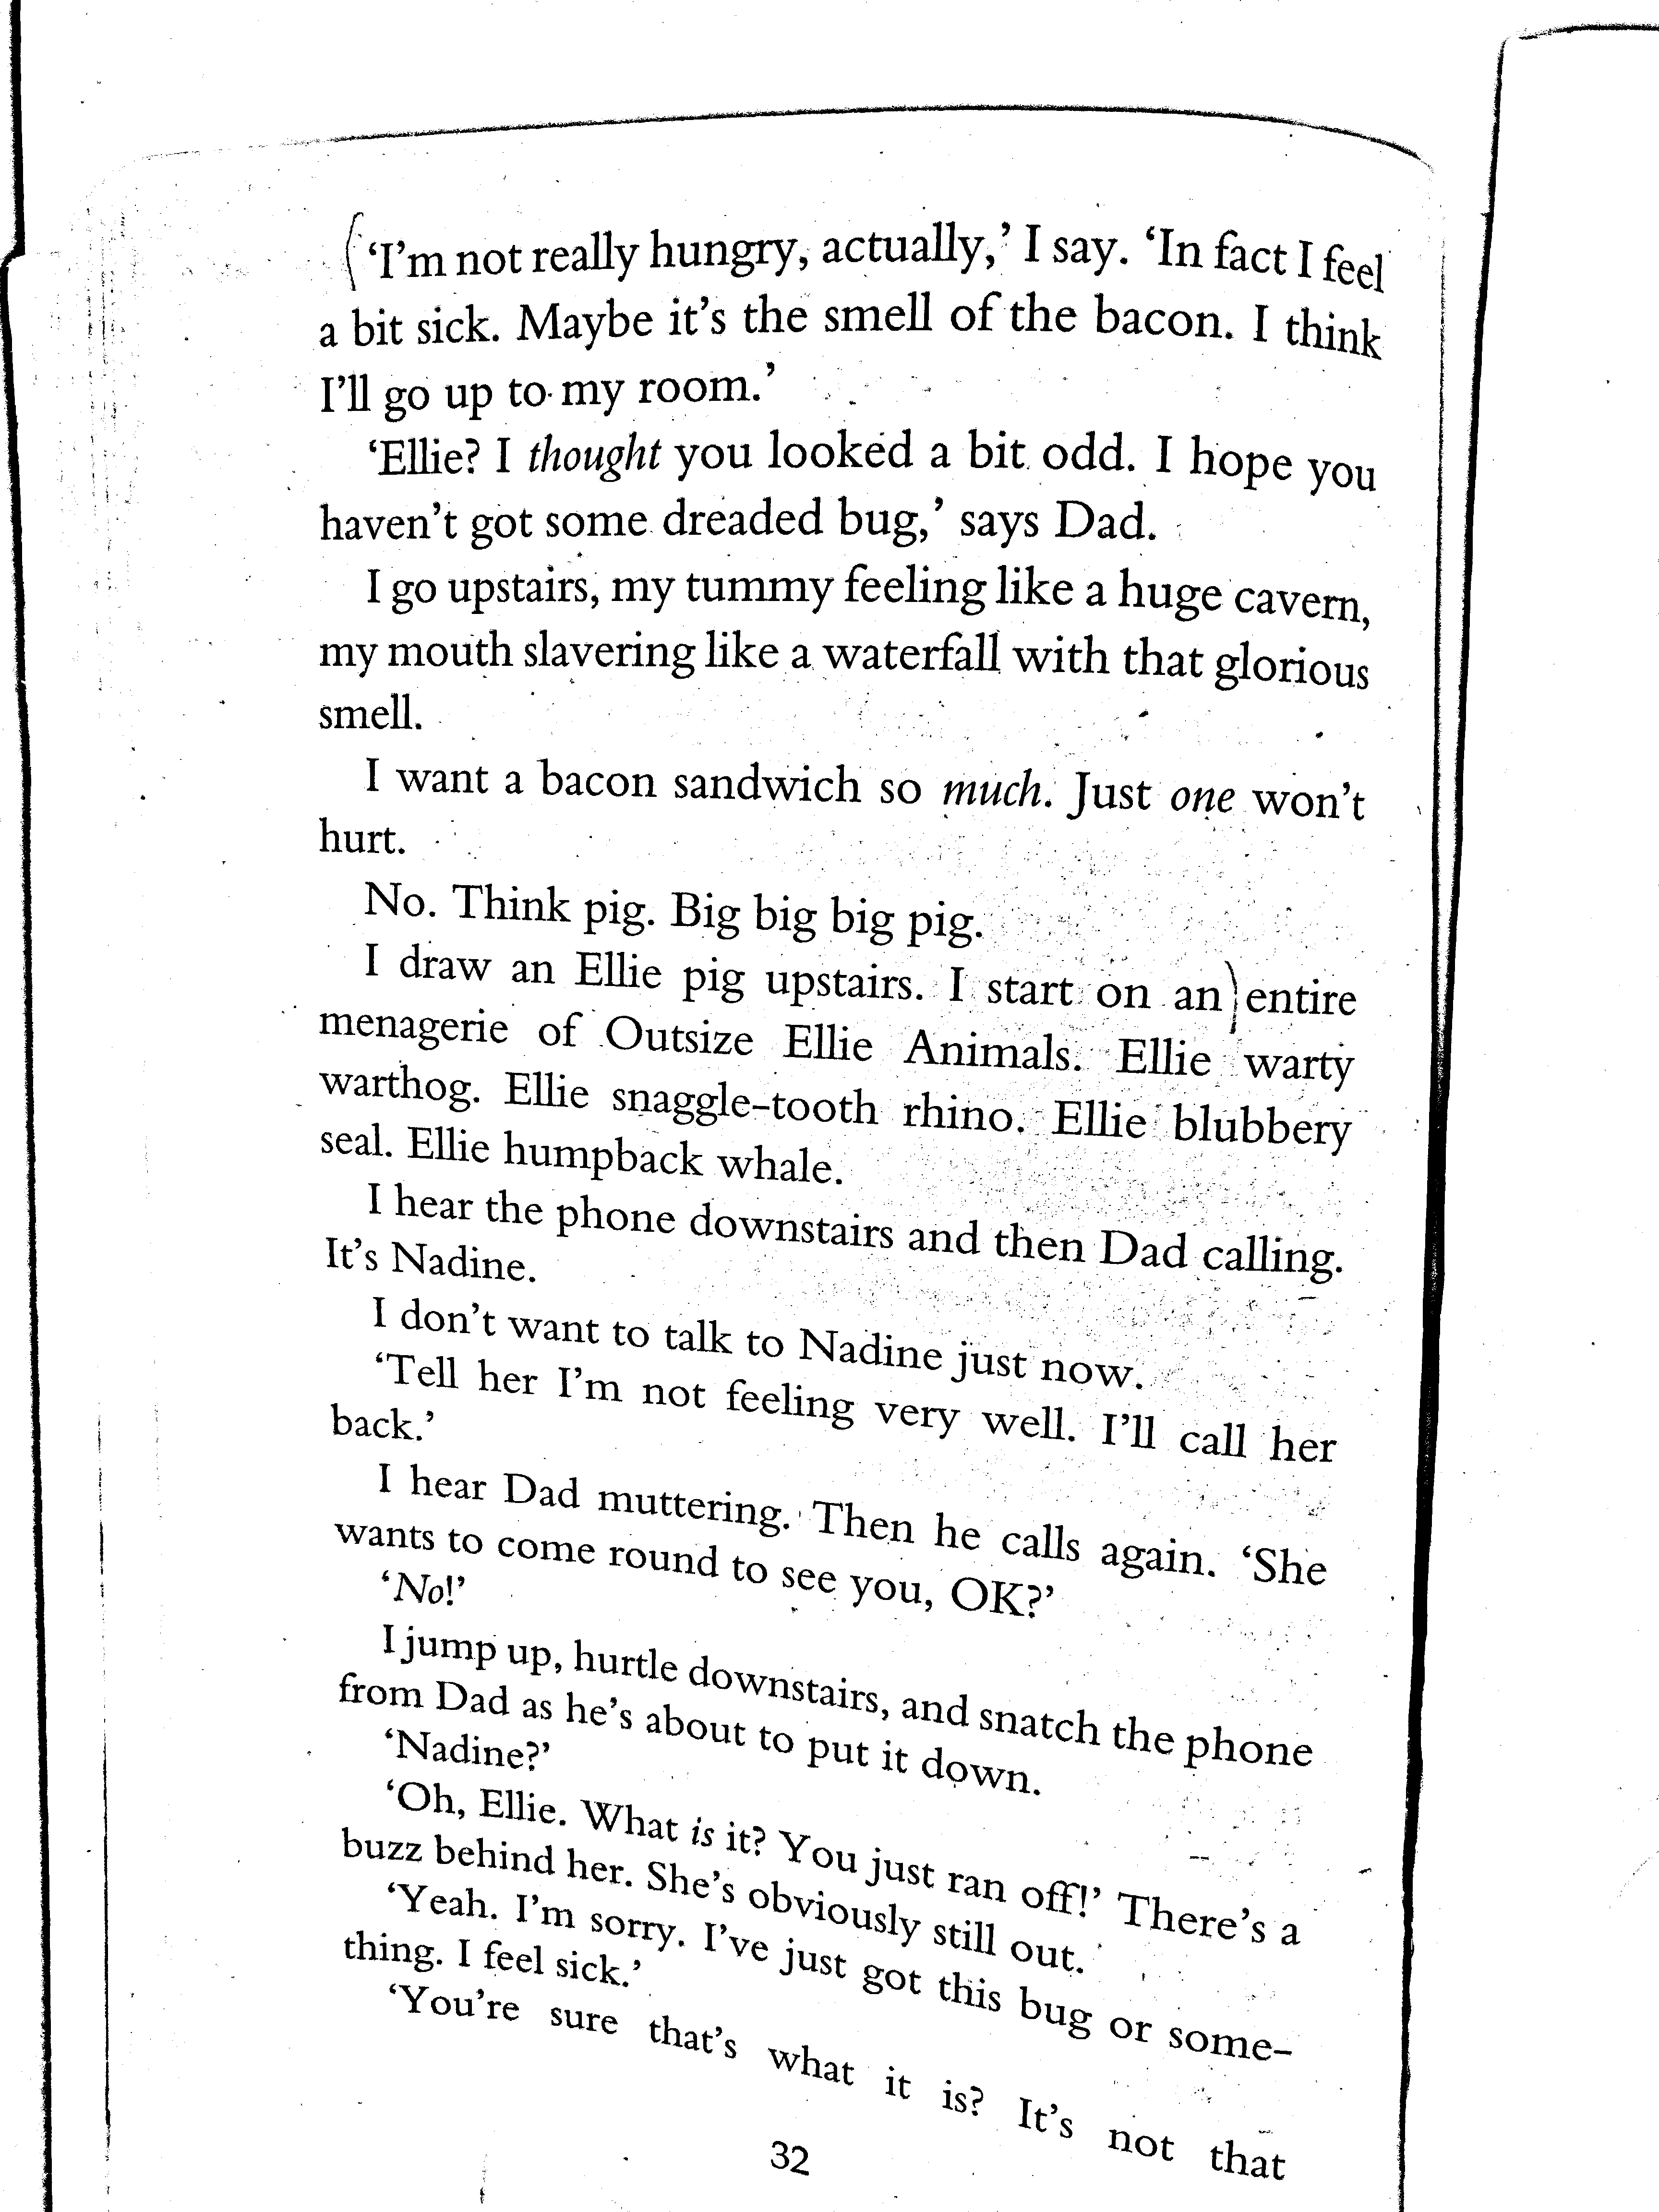 ‘I’m not really hungry, actually,’ I say. ‘In fact I feel
a bit sick. Maybe it’s the smell of the bacon. I think
I’ll go up to my room.’
‘Ellie? I thought you looked a bit odd. I hope you
haven’t got some dreaded bug,’ says Dad.
I go upstairs, my tummy feeling like a huge cavern,
my mouth slavering like a waterfall with that glorious
smell.
I want a bacon sandwich so much. Just one won’t
hurt.
No. Think pig. Big big big pig.
I draw an Ellie pig upstairs. I start on an entire
menagerie of Outsize Ellie Animals. Ellie warty
warthog. Ellie snaggle-tooth rhino. Ellie blubbery
seal. Ellie humpback whale.
I hear the phone downstairs and then Dad calling.
It’s Nadine.
I don’t want to talk to Nadine just now.
‘Tell her I’m not feeling very well. I’ll call her
back.’
I hear Dad muttering. Then he calls again. ‘She
wants to come round to see you, OK?’
‘No!’
I jump up, hurtle downstairs, and snatch the phone
from Dad as he’s about to put it down.
‘Nadine?’
‘Oh, Ellie. What is it? You just ran off!’ There’s a
buzz behind her. She’s obviously still out.
‘Yeah. I’m sorry. I’ve just got this bug or some-
thing. I feel sick.’
‘You’re sure that’s what it is? It’s not that
32